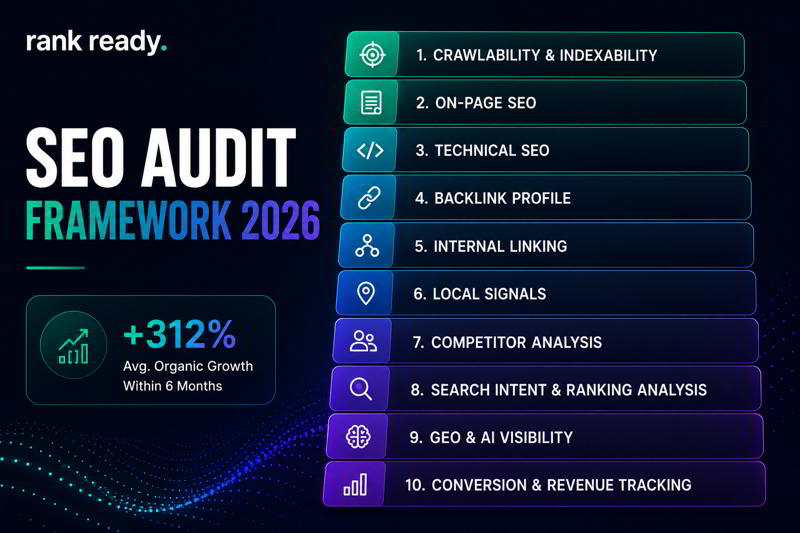 rank ready.
SEO AUDIT
FRAMEWORK 2026
+312%
Avg. Organic Growth
Within 6 Months
1. CRAWLABILITY & INDEXABILITY
2. ON-PAGE SEO
3. TECHNICAL SEO
4. BACKLINK PROFILE
5. INTERNAL LINKING
6. LOCAL SIGNALS
7. COMPETITOR ANALYSIS
8. SEARCH INTENT & RANKING ANALYSIS
9. GEO & AI VISIBILITY
10. CONVERSION & REVENUE TRACKING